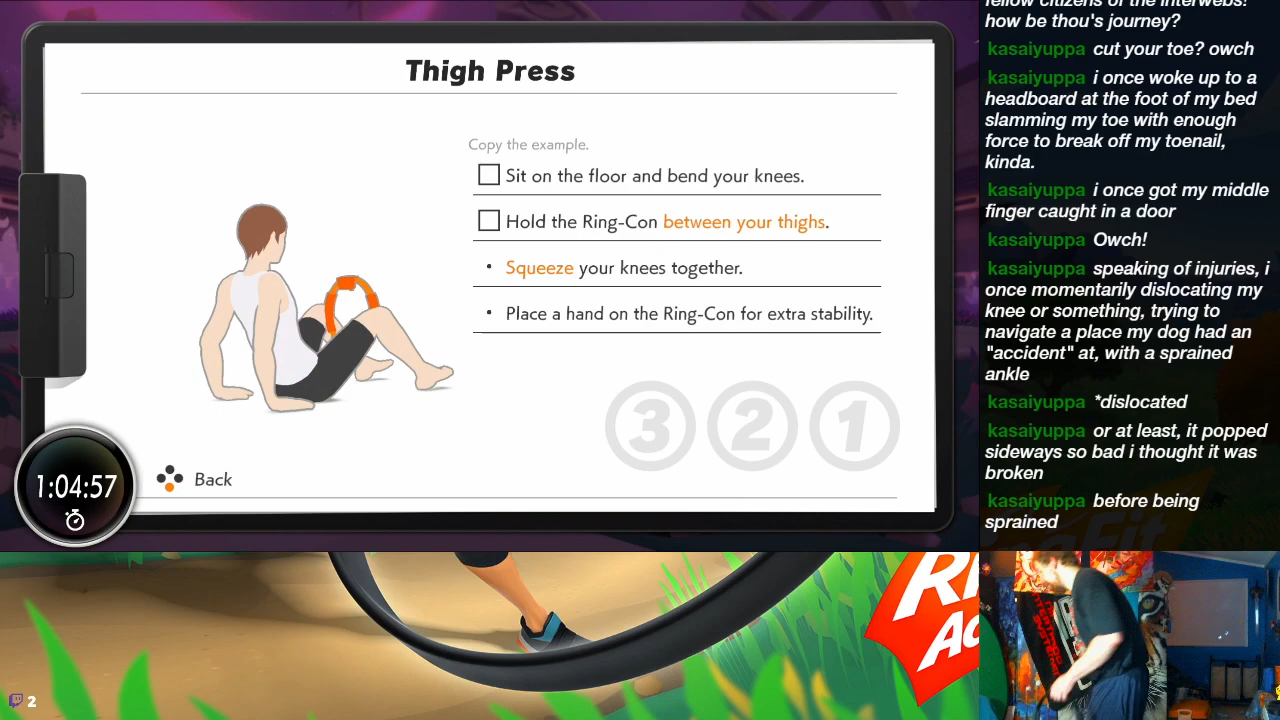 Thigh Press
Copy the example.
Sit on the floor and bend your knees.
Hold the Ring-Con between your thighs.
• Squeeze your knees together.
• Place a hand on the Ring-Con for extra stability.
3 2 1
Back
1:04:57
2
fellow citizens of the interwebs!
how be thou's journey?
kasaiyuppa cut your toe? owch
kasaiyuppa i once woke up to a
headboard at the foot of my bed
slamming my toe with enough
force to break off my toenail,
kinda.
kasaiyuppa i once got my middle
finger caught in a door
kasaiyuppa Owch!
kasaiyuppa speaking of injuries, i
once momentarily dislocating my
knee or something, trying to
navigate a place my dog had an
"accident" at, with a sprained
ankle
kasaiyuppa *dislocated
kasaiyuppa or at least, it popped
sideways so bad i thought it was
broken
kasaiyuppa before being
sprained